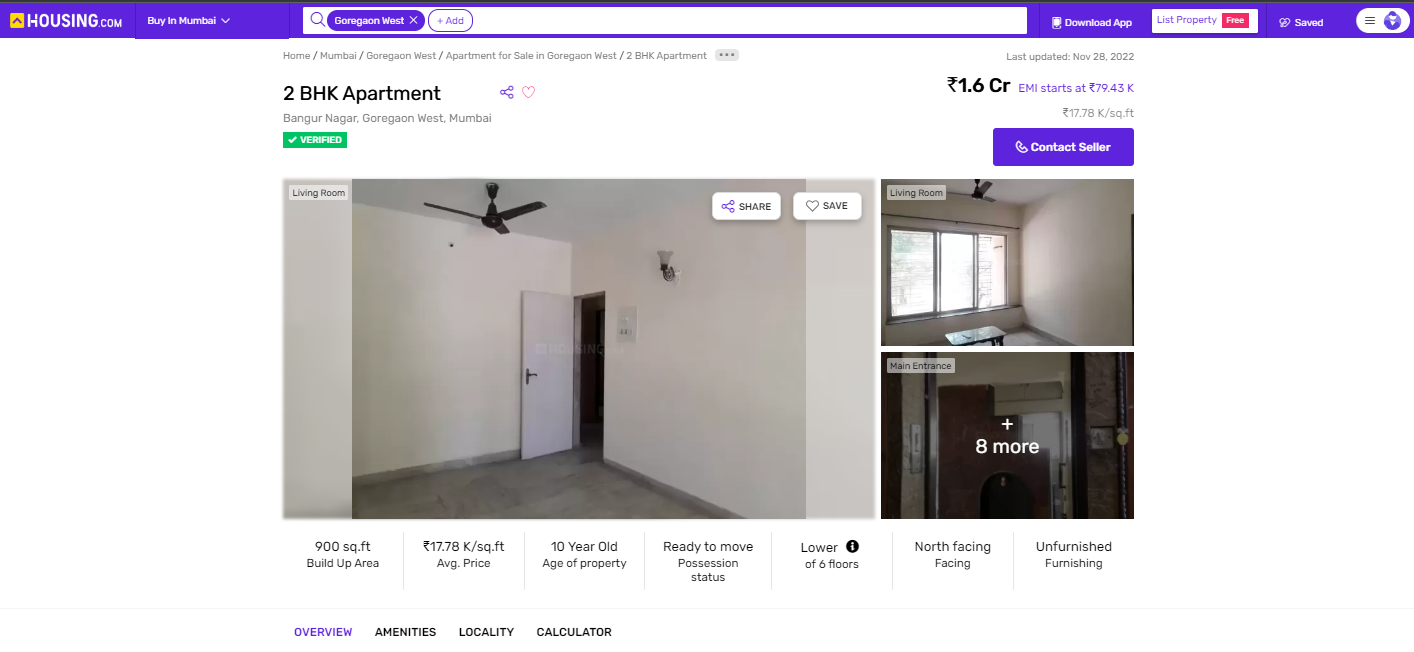 HOUSING.COM
Buy In Mumbai
Goregaon West
+ Add
Download App
List Property Free
Saved
Home / Mumbai / Goregaon West / Apartment for Sale in Goregaon West / 2 BHK Apartment
Last updated: Nov 28, 2022
2 BHK Apartment
₹1.6 Cr EMI starts at ₹79.43 K
Bangur Nagar, Goregaon West, Mumbai
₹17.78 K/sq.ft
VERIFIED
Contact Seller
Living Room
SHARE
SAVE
HOUSING
Living Room
Main Entrance
+
8 more
900 sq.ft
Build Up Area
₹17.78 K/sq.ft
Avg. Price
10 Year Old
Age of property
Ready to move
Possession
status
Lower
of 6 floors
North facing
Facing
Unfurnished
Furnishing
OVERVIEW AMENITIES LOCALITY CALCULATOR